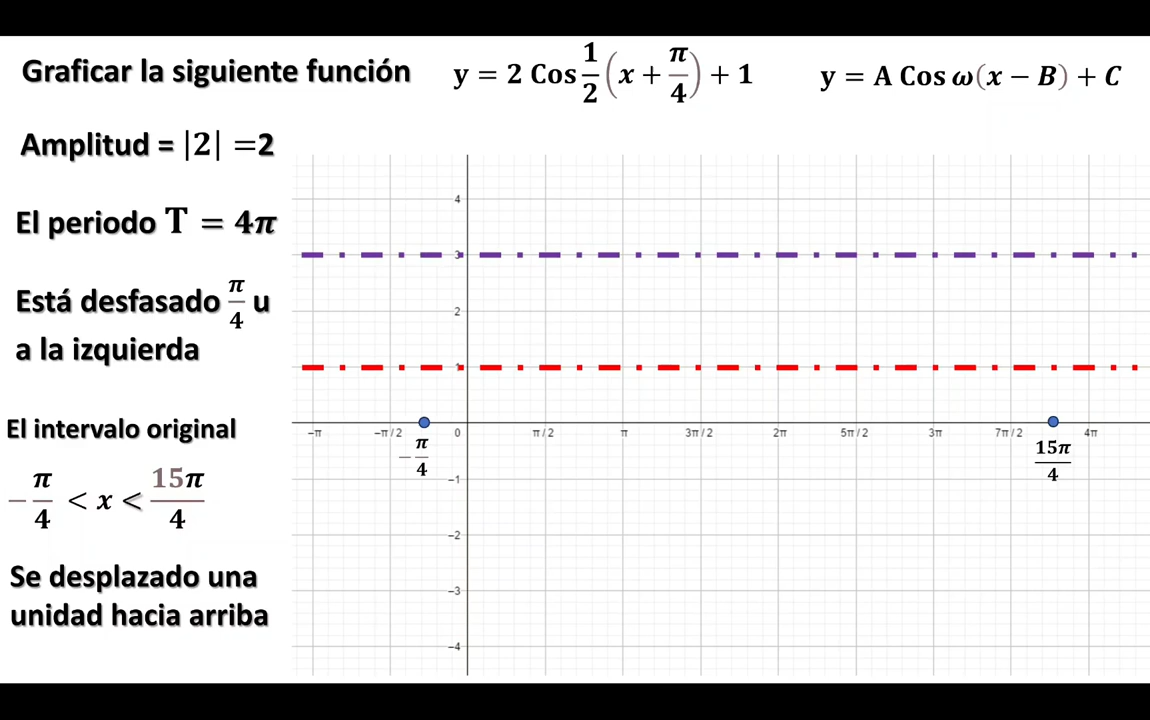 Graficar la siguiente función y = 2 Cos 1/2 (x + π/4) + 1 y = A Cos ω(x − B) + C
Amplitud = |2| =2
El periodo T = 4π
Está desfasado π/4 u
a la izquierda
El intervalo original
−π/4 < x < 15π/4
Se desplazado una
unidad hacia arriba
4
3
2
1
−π −π/2 0 π/2 π 3π/2 2π 5π/2 3π 7π/2 4π
−π/4 15π/4
−1
−2
−3
−4